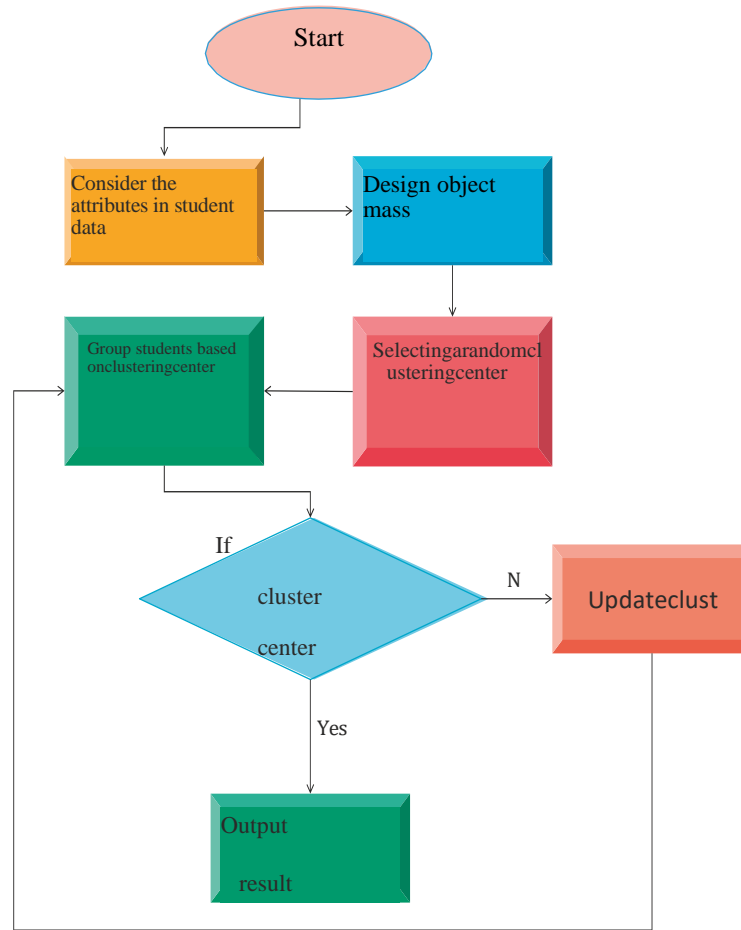 Start
Consider the
attributes in student
data
Design object
mass
Selectingarandomcl
usteringcenter
Group students based
onclusteringcenter
If
cluster
center
N
Updateclust
Yes
Output
result